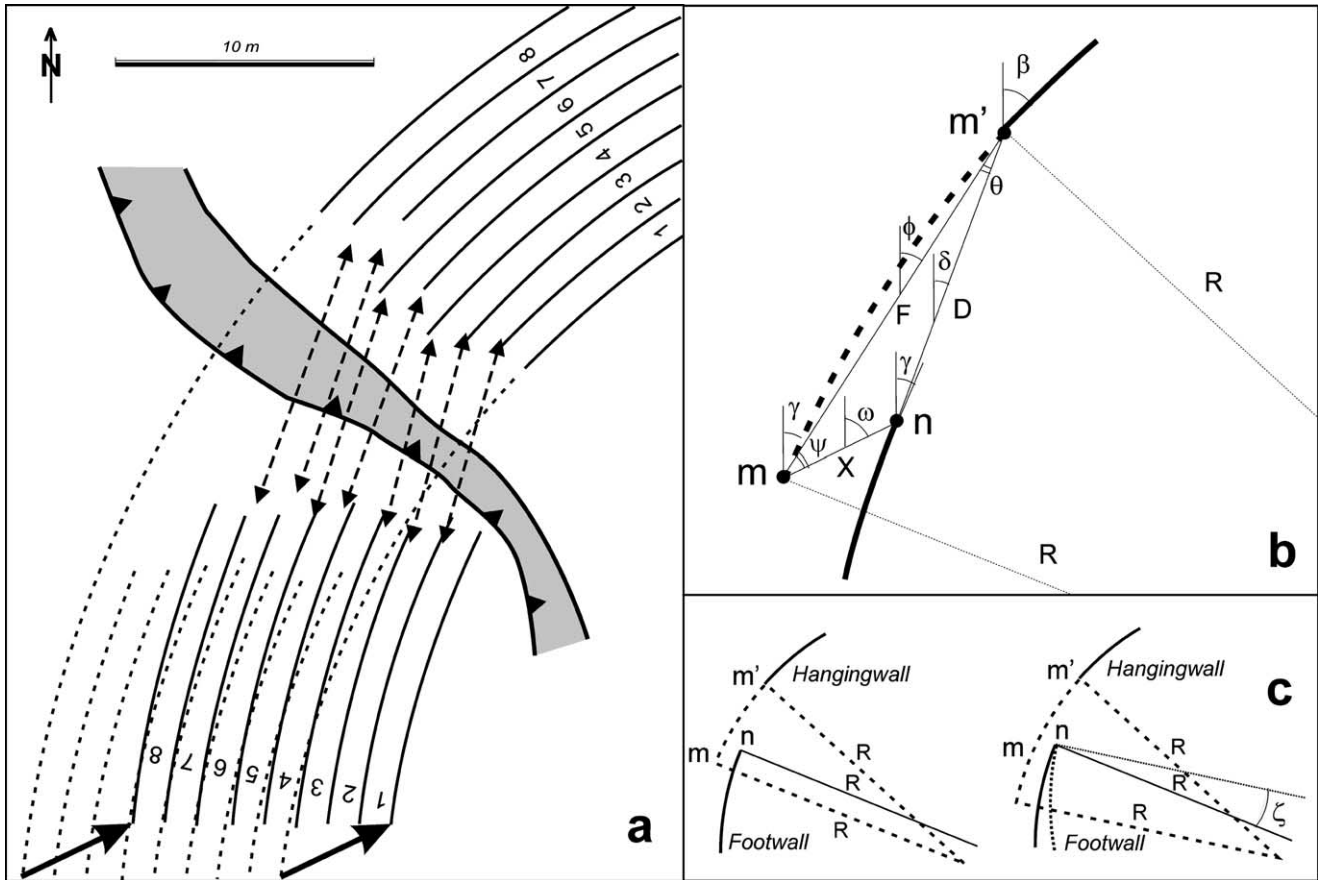 N
10 m
8
7
6
5
4
3
2
1
8
7
6
5
4
3
2
1
a
β
m'
θ
ϕ
δ
R
F
D
γ
γ
ω
n
ψ
m
X
R
b
m'
Hangingwall
n
m
R
R
R
Footwall
m'
Hangingwall
n
m
R
R
R
ζ
Footwall
c